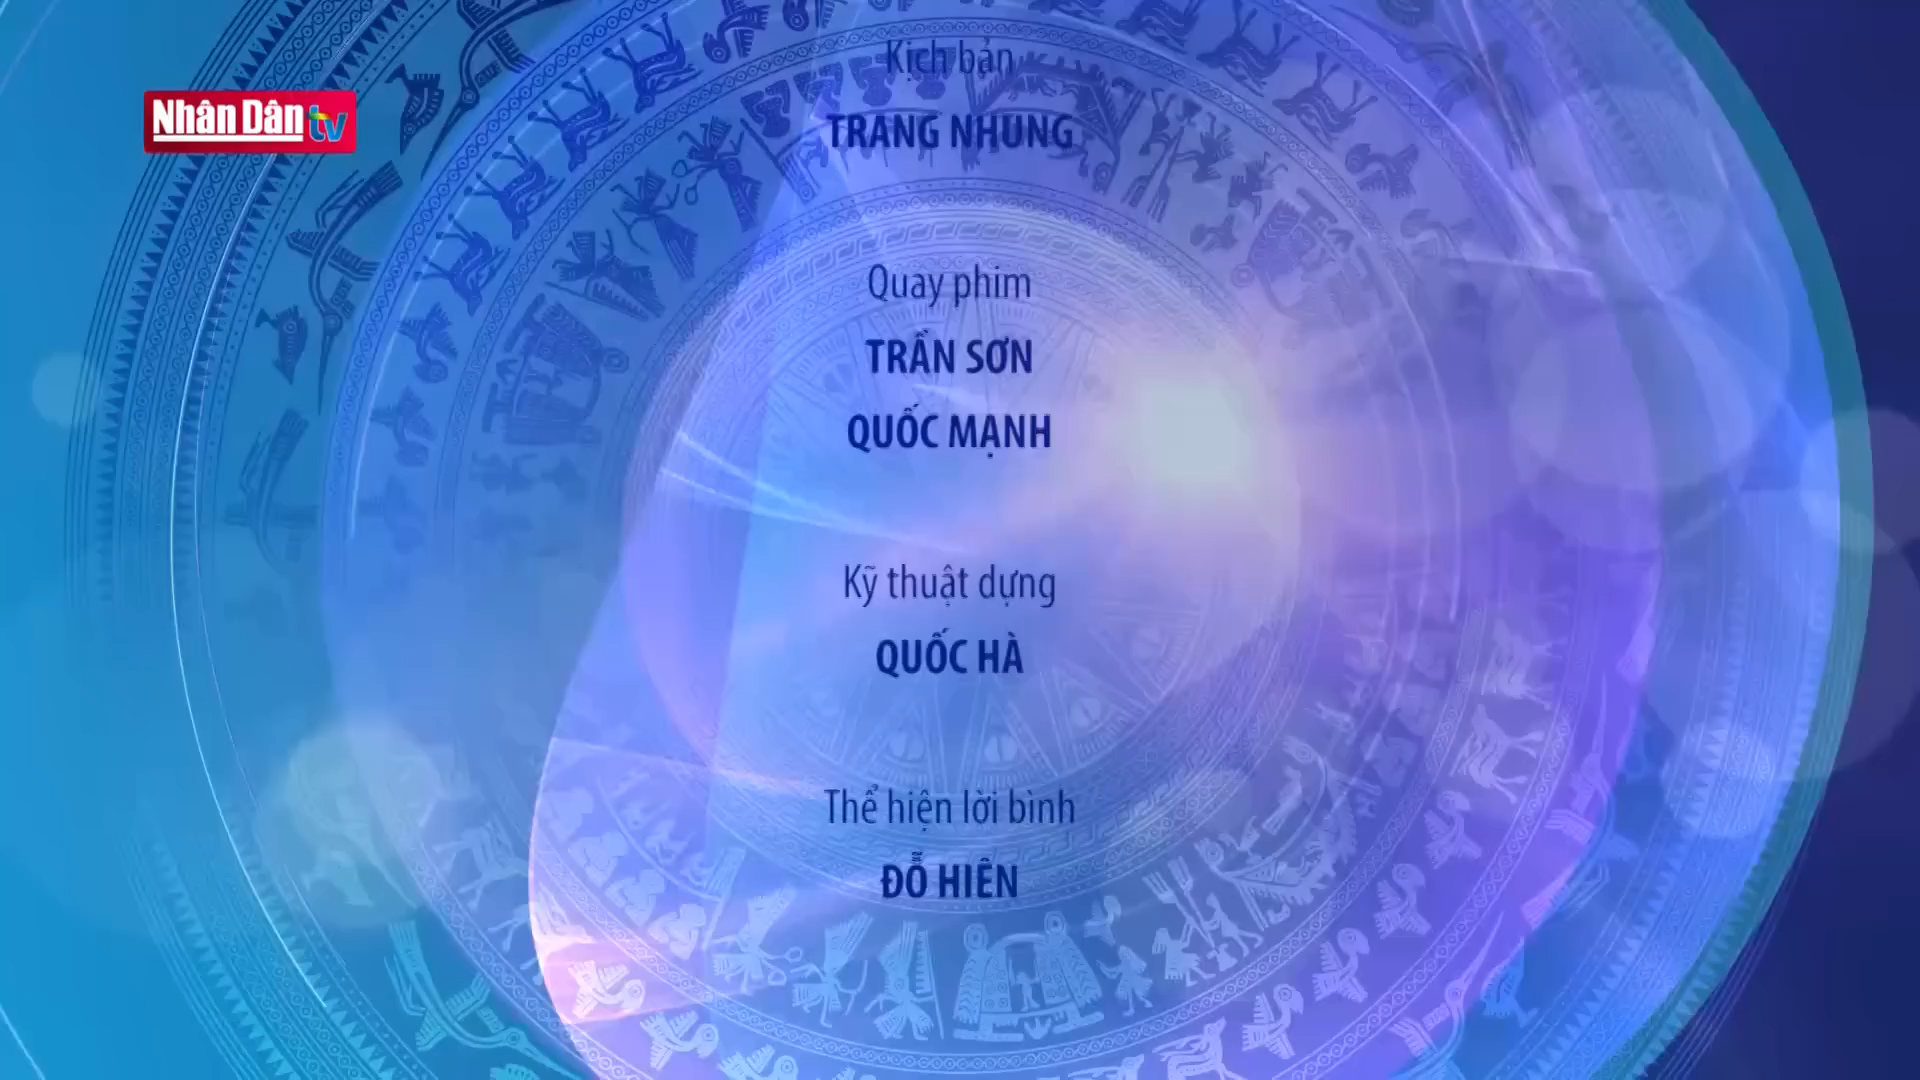 Nhân Dân tv
Kịch bản
TRANG NHUNG
Quay phim
TRẦN SƠN
QUỐC MẠNH
Kỹ thuật dựng
QUỐC HÀ
Thể hiện lời bình
ĐỖ HIÊN